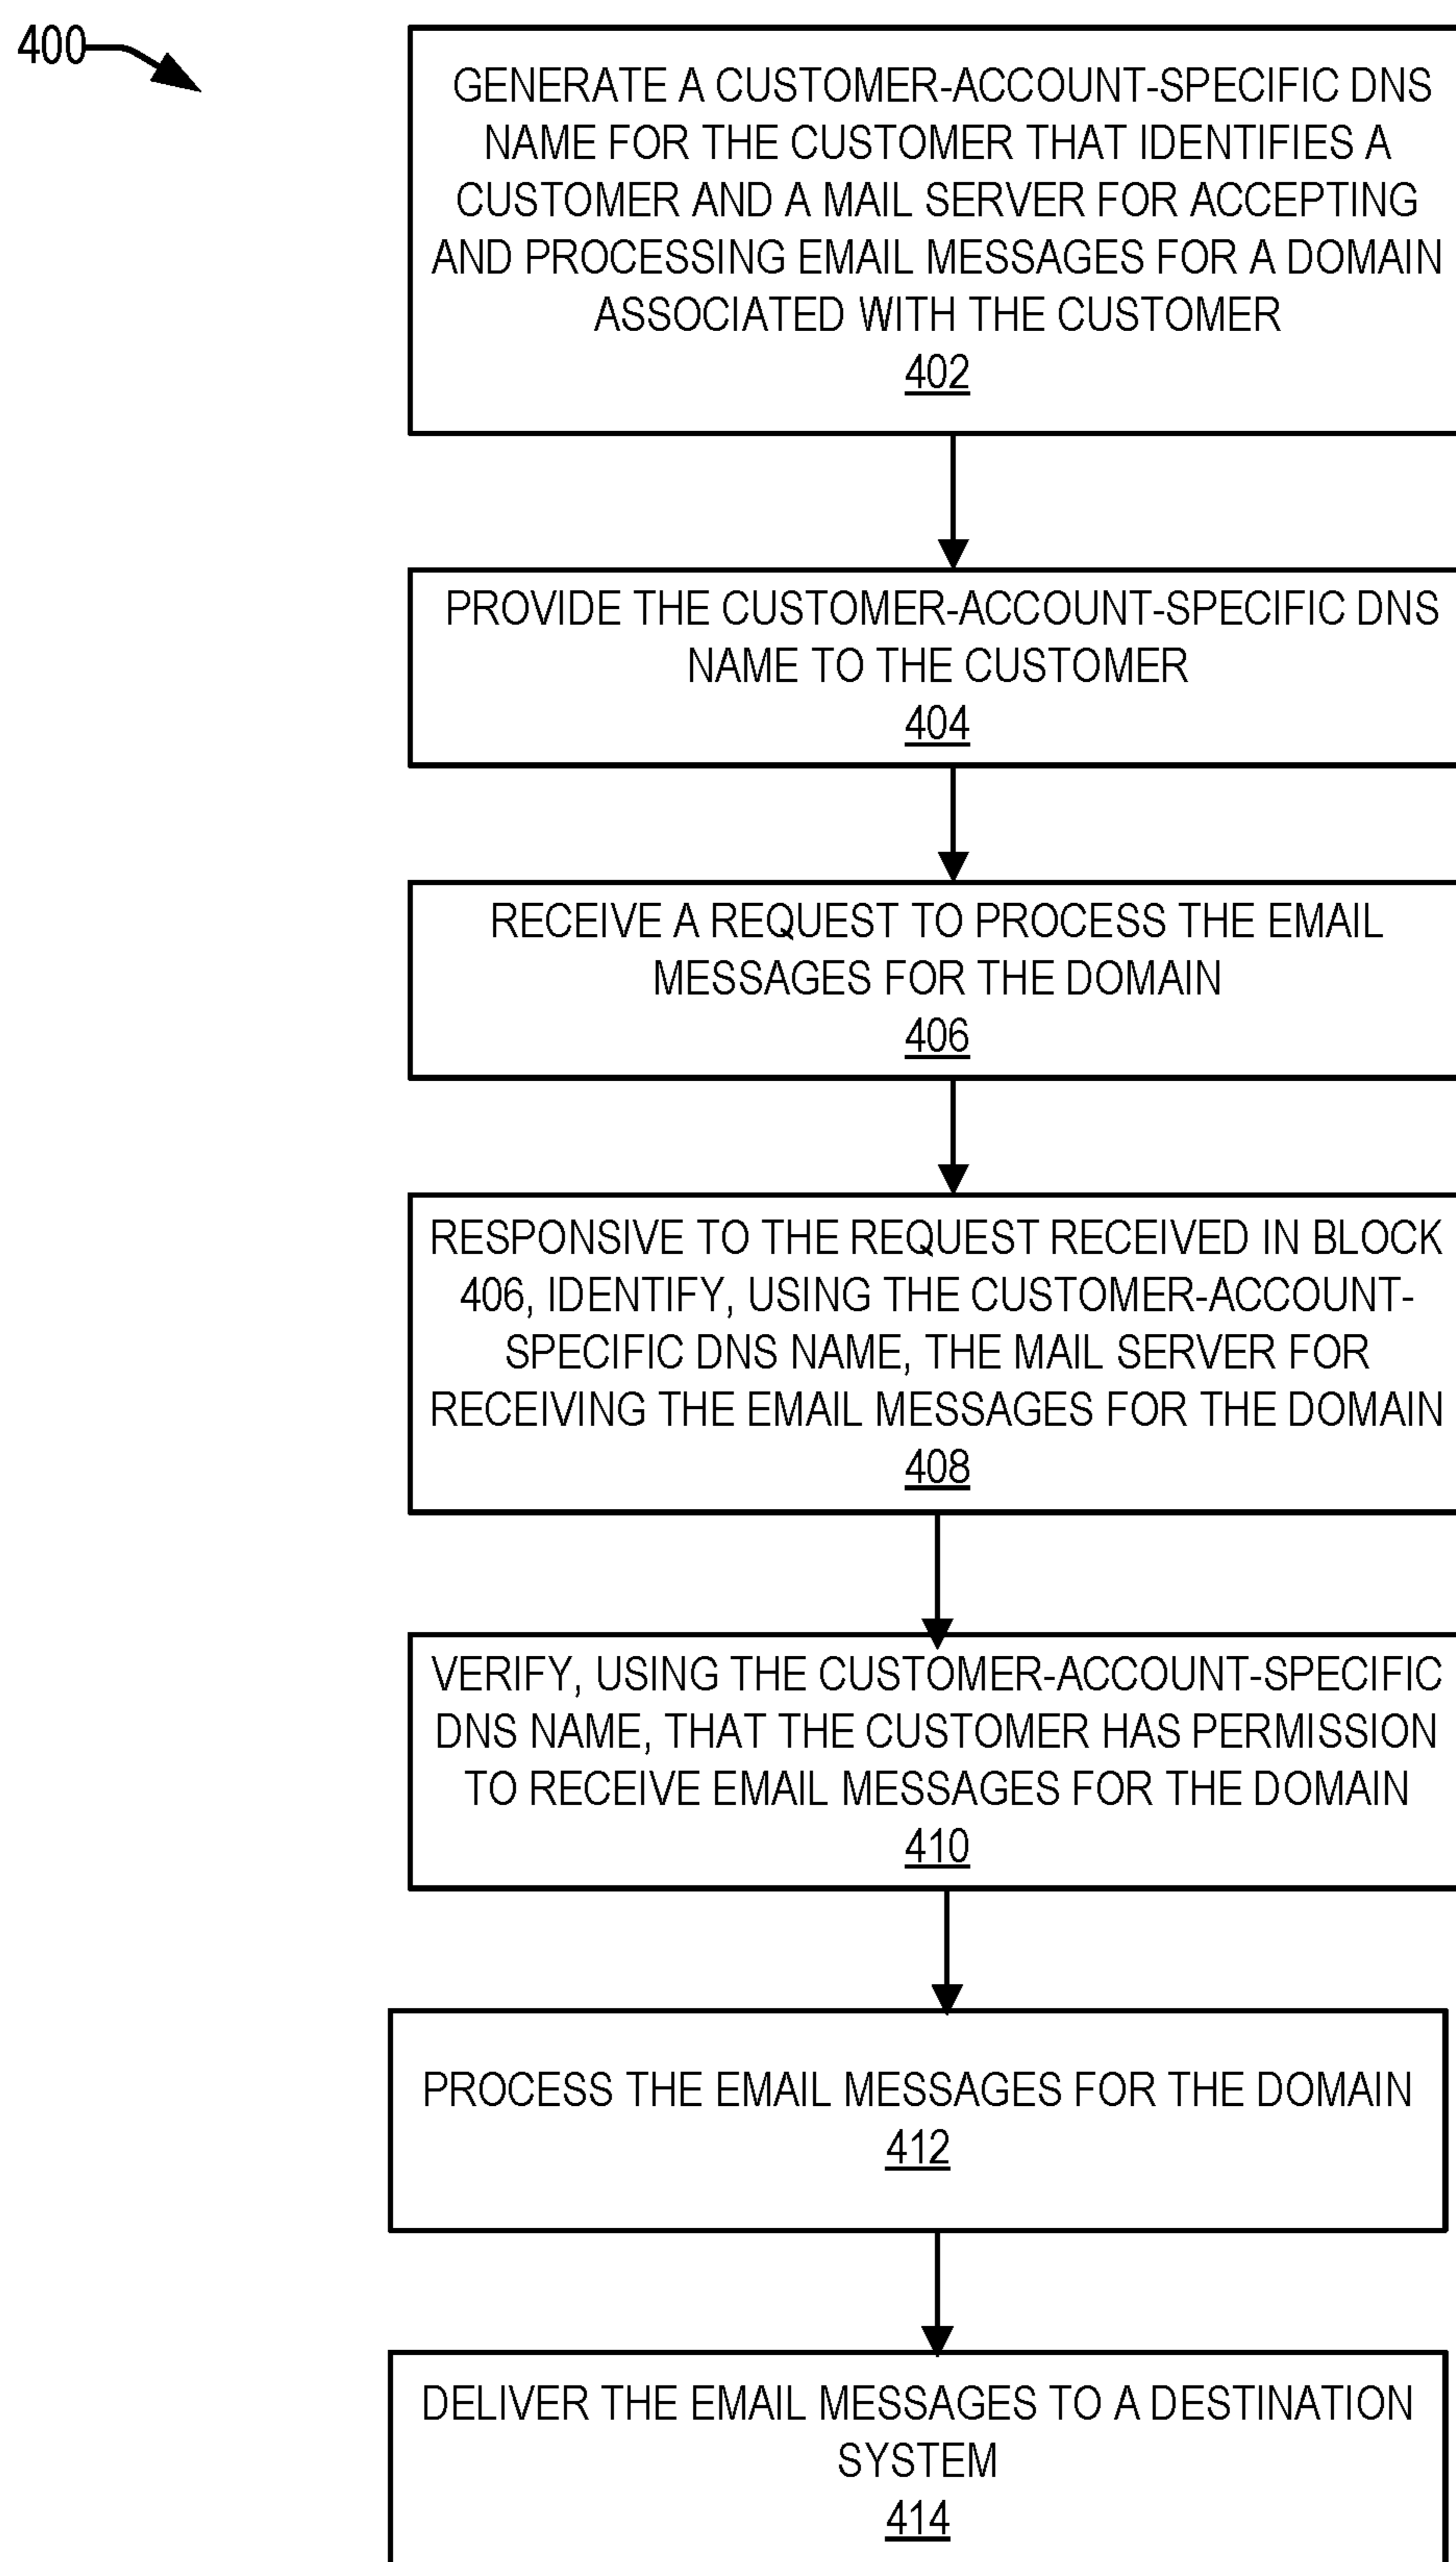 400
GENERATE A CUSTOMER-ACCOUNT-SPECIFIC DNS
NAME FOR THE CUSTOMER THAT IDENTIFIES A
CUSTOMER AND A MAIL SERVER FOR ACCEPTING
AND PROCESSING EMAIL MESSAGES FOR A DOMAIN
ASSOCIATED WITH THE CUSTOMER
402
PROVIDE THE CUSTOMER-ACCOUNT-SPECIFIC DNS
NAME TO THE CUSTOMER
404
RECEIVE A REQUEST TO PROCESS THE EMAIL
MESSAGES FOR THE DOMAIN
406
RESPONSIVE TO THE REQUEST RECEIVED IN BLOCK
406, IDENTIFY, USING THE CUSTOMER-ACCOUNT-
SPECIFIC DNS NAME, THE MAIL SERVER FOR
RECEIVING THE EMAIL MESSAGES FOR THE DOMAIN
408
VERIFY, USING THE CUSTOMER-ACCOUNT-SPECIFIC
DNS NAME, THAT THE CUSTOMER HAS PERMISSION
TO RECEIVE EMAIL MESSAGES FOR THE DOMAIN
410
PROCESS THE EMAIL MESSAGES FOR THE DOMAIN
412
DELIVER THE EMAIL MESSAGES TO A DESTINATION
SYSTEM
414